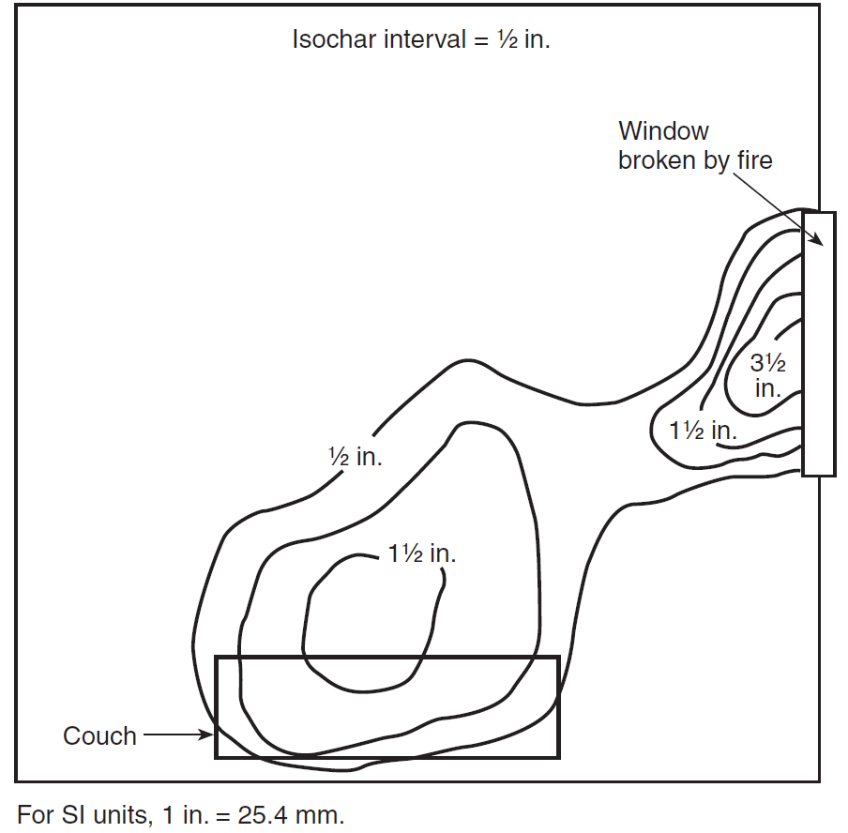 Isochar interval = ½ in.
Window
broken by fire
3½
in.
1½ in.
½ in.
1½ in.
Couch
For SI units, 1 in. = 25.4 mm.